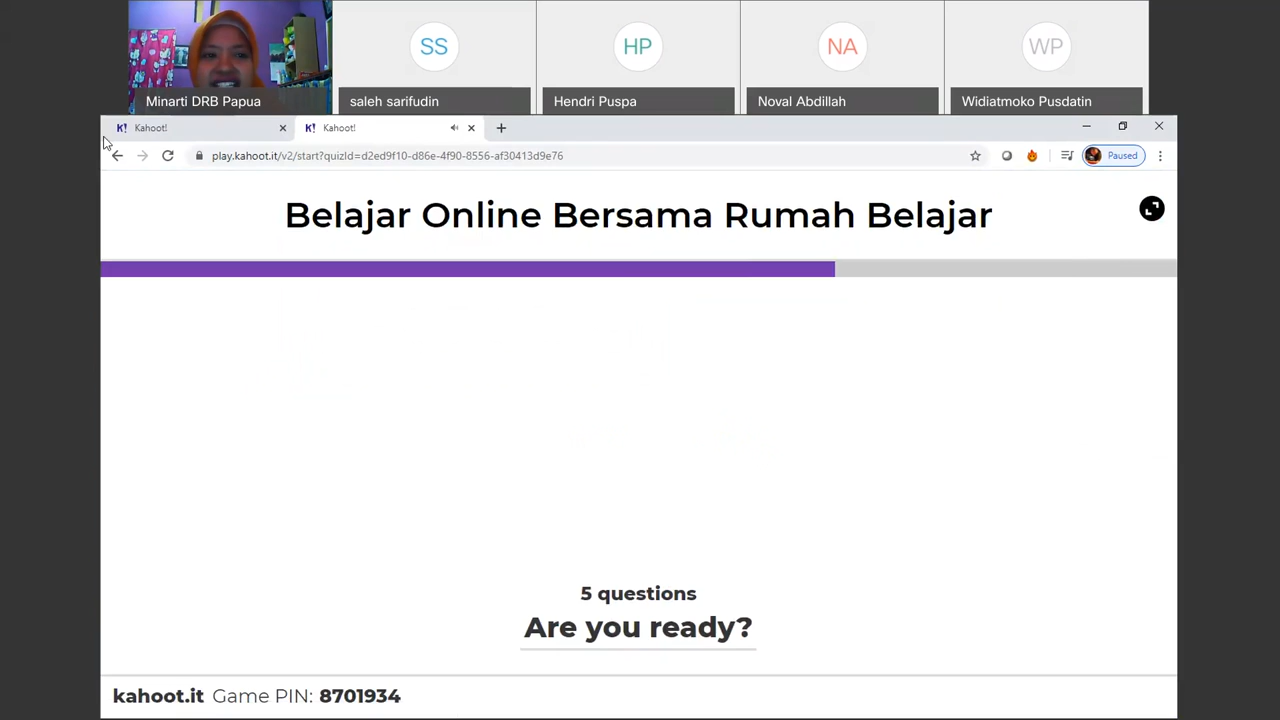 SS
HP
NA
WP
Minarti DRB Papua
saleh sarifudin
Hendri Puspa
Noval Abdillah
Widiatmoko Pusdatin
K! Kahoot!
K! Kahoot!
play.kahoot.it/v2/start?quizId=d2ed9f10-d86e-4f90-8556-af30413d9e76
Paused
Belajar Online Bersama Rumah Belajar
5 questions
Are you ready?
kahoot.it Game PIN: 8701934